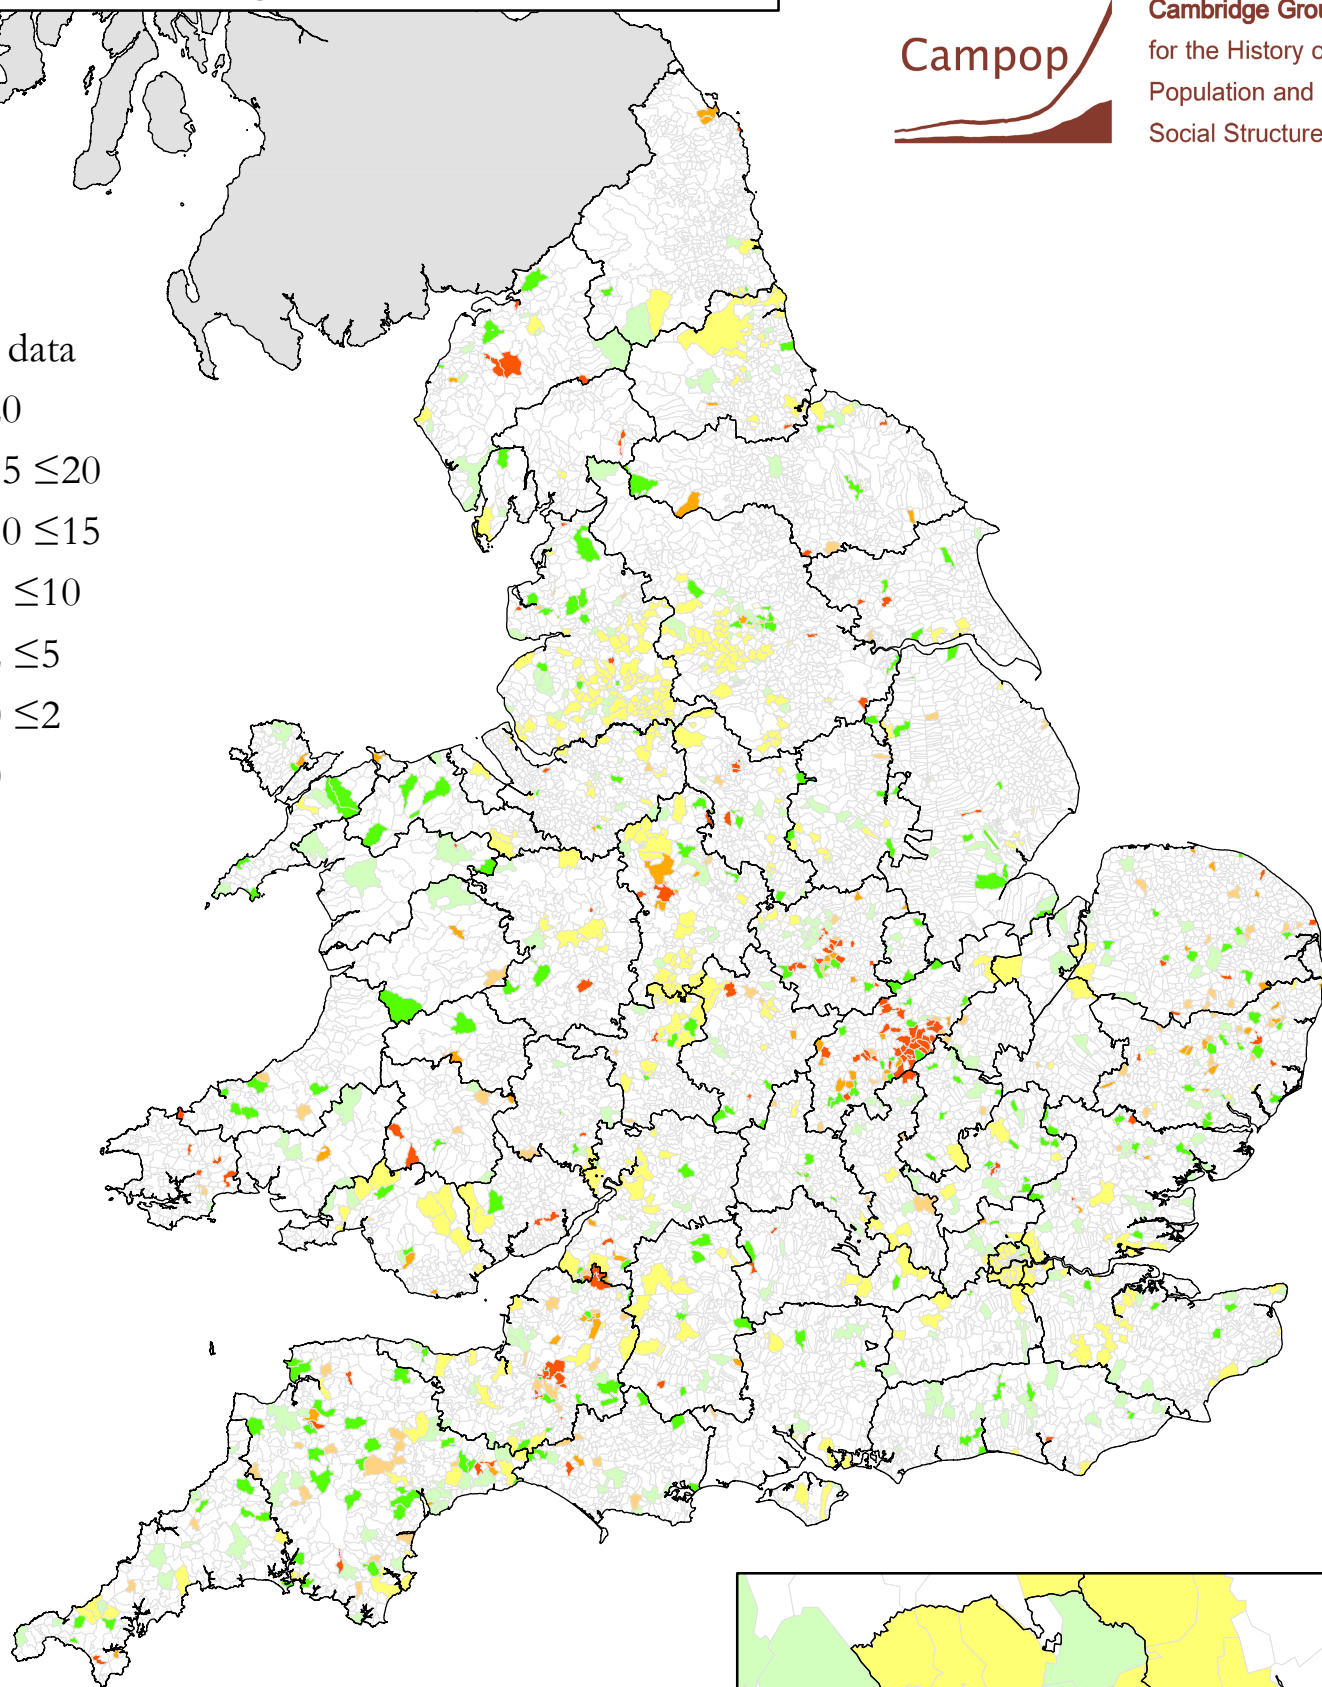 Campop
Cambridge Grou
for the History o
Population and
Social Structure
data
0
5 ≤20
0 ≤15
≤10
≤5
≤2